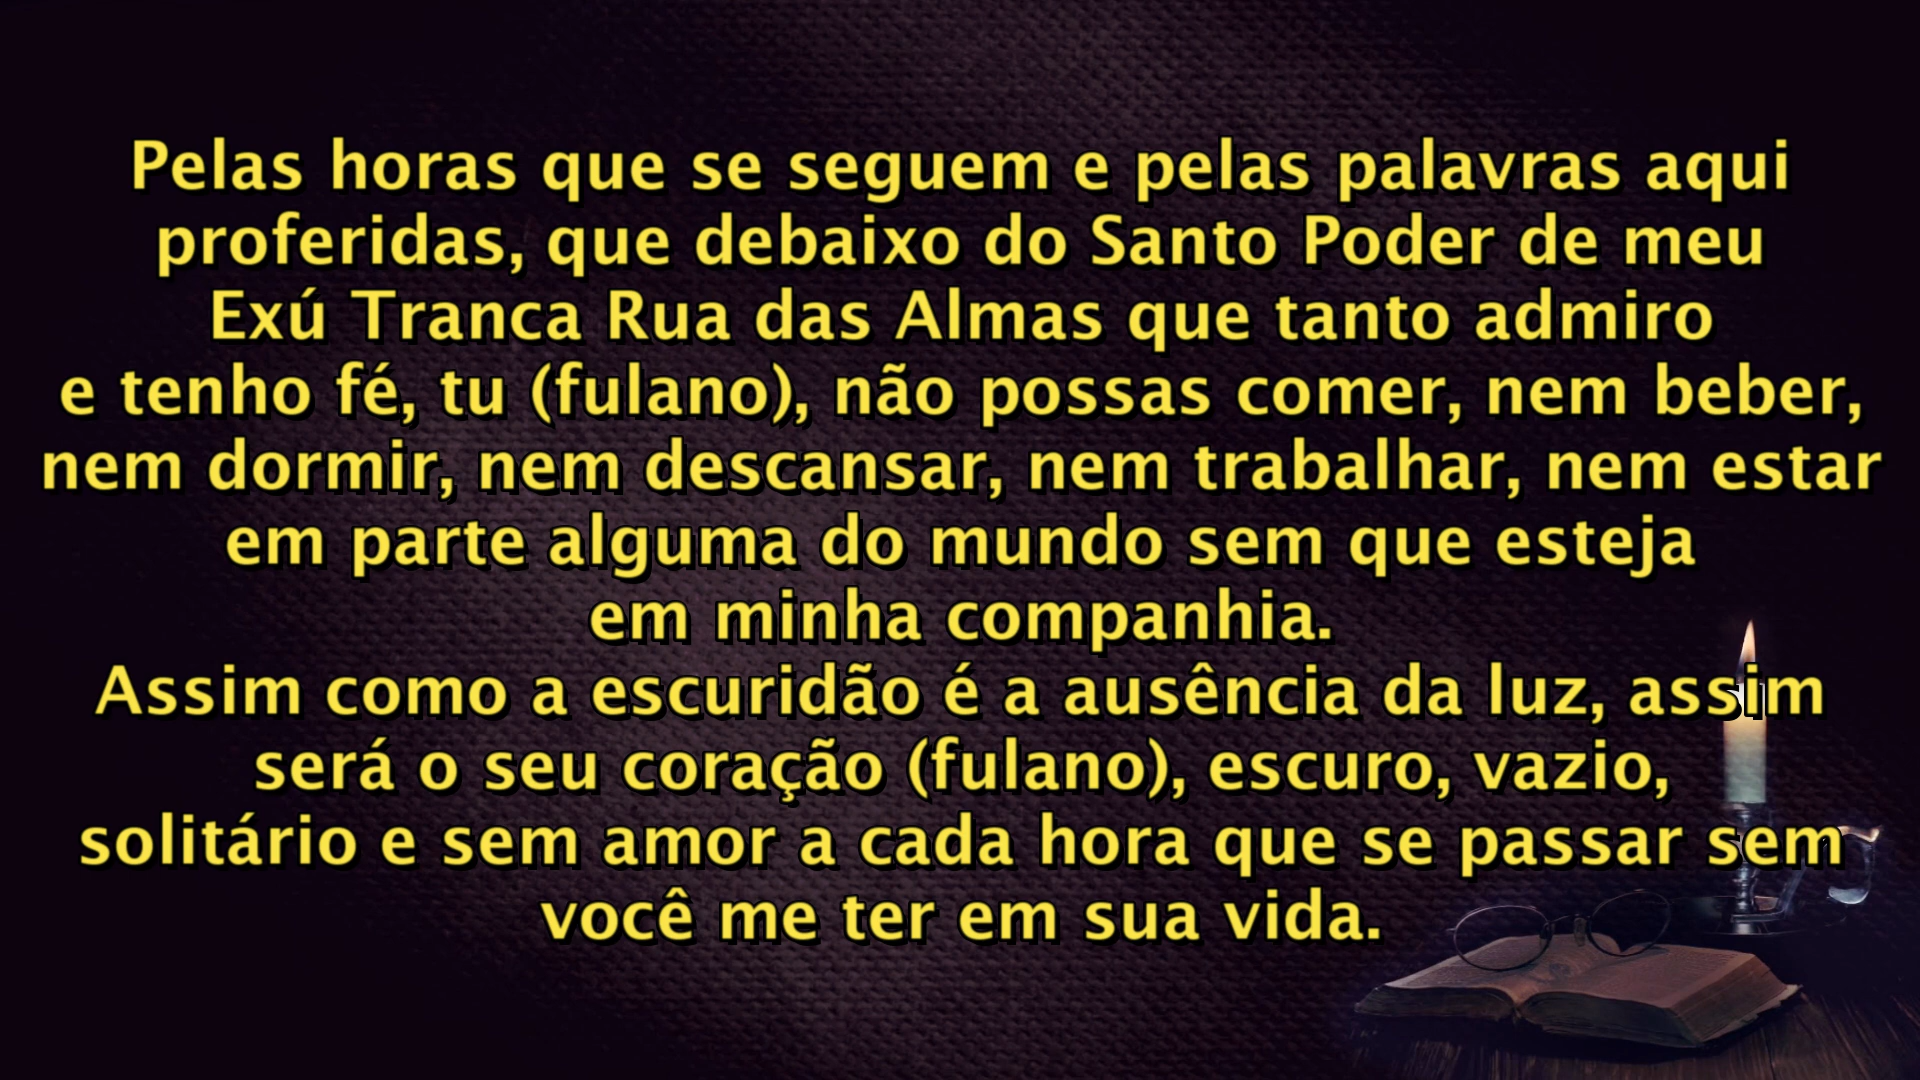 Pelas horas que se seguem e pelas palavras aqui
proferidas, que debaixo do Santo Poder de meu
Exú Tranca Rua das Almas que tanto admiro
e tenho fé, tu (fulano), não possas comer, nem beber,
nem dormir, nem descansar, nem trabalhar, nem estar
em parte alguma do mundo sem que esteja
em minha companhia.
Assim como a escuridão é a ausência da luz, assim
será o seu coração (fulano), escuro, vazio,
solitário e sem amor a cada hora que se passar sem
você me ter em sua vida.